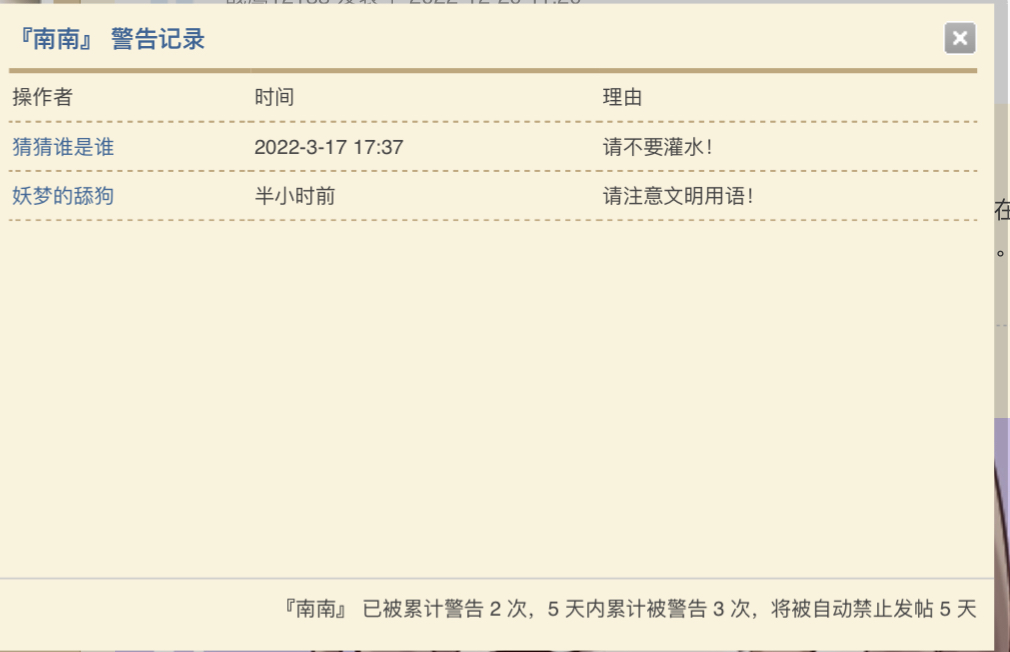 『南南』 警告记录
操作者 时间 理由
猜猜谁是谁 2022-3-17 17:37 请不要灌水！
妖梦的舔狗 半小时前 请注意文明用语！
在
。
『南南』 已被累计警告 2 次，5 天内累计被警告 3 次，将被自动禁止发帖 5 天